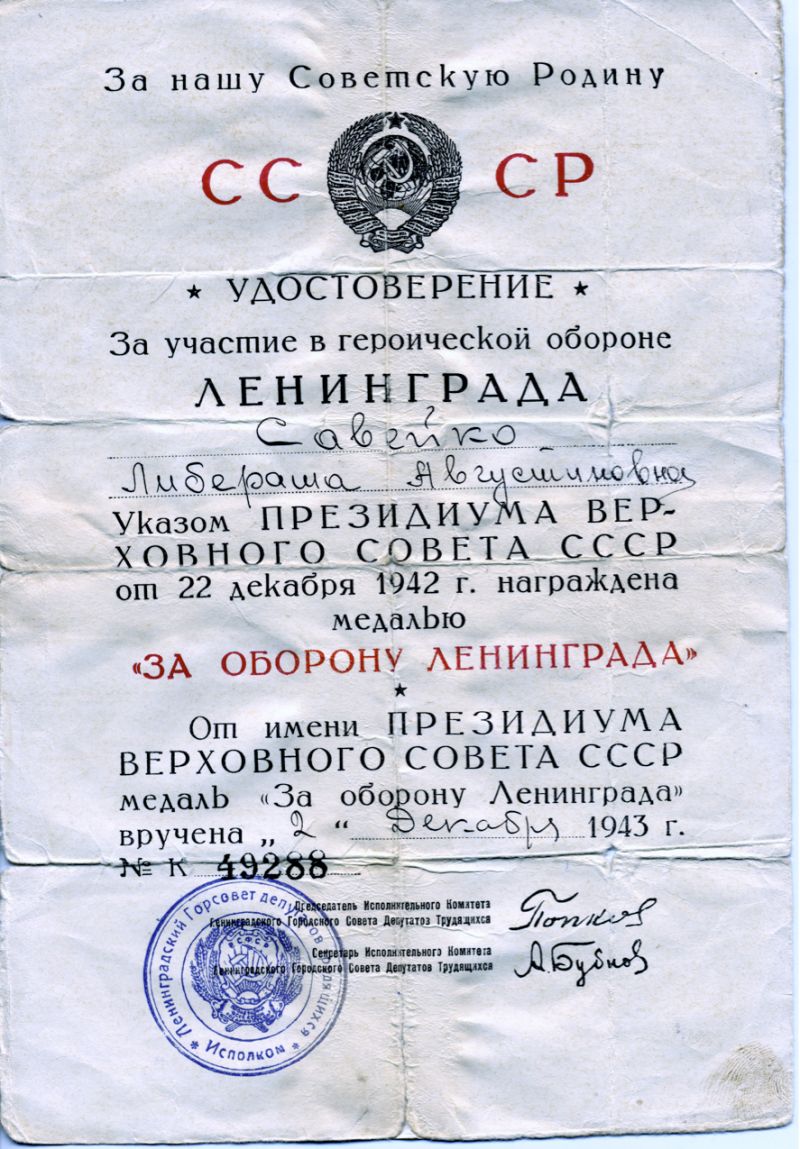 За нашу Советскую Родину
СС СР
★ УДОСТОВЕРЕНИЕ ★
За участие в героической обороне
ЛЕНИНГРАДА
Савейко
Либераша Августиновна
Указом ПРЕЗИДИУМА ВЕР-
ХОВНОГО СОВЕТА СССР
от 22 декабря 1942 г. награждена
медалью
«ЗА ОБОРОНУ ЛЕНИНГРАДА»
★
От имени ПРЕЗИДИУМА
ВЕРХОВНОГО СОВЕТА СССР
медаль «За оборону Ленинграда»
вручена „ 2 “ Декабря 1943 г.
№ К 49288
Председатель Исполнительного Комитета
Ленинградского Городского Совета Депутатов Трудящихся
Попков
Секретарь Исполнительного Комитета
Ленинградского Городского Совета Депутатов Трудящихся
А.Бубнов
Ленинградский Горсовет депутатов трудящихся
* Исполком *
РСФСР